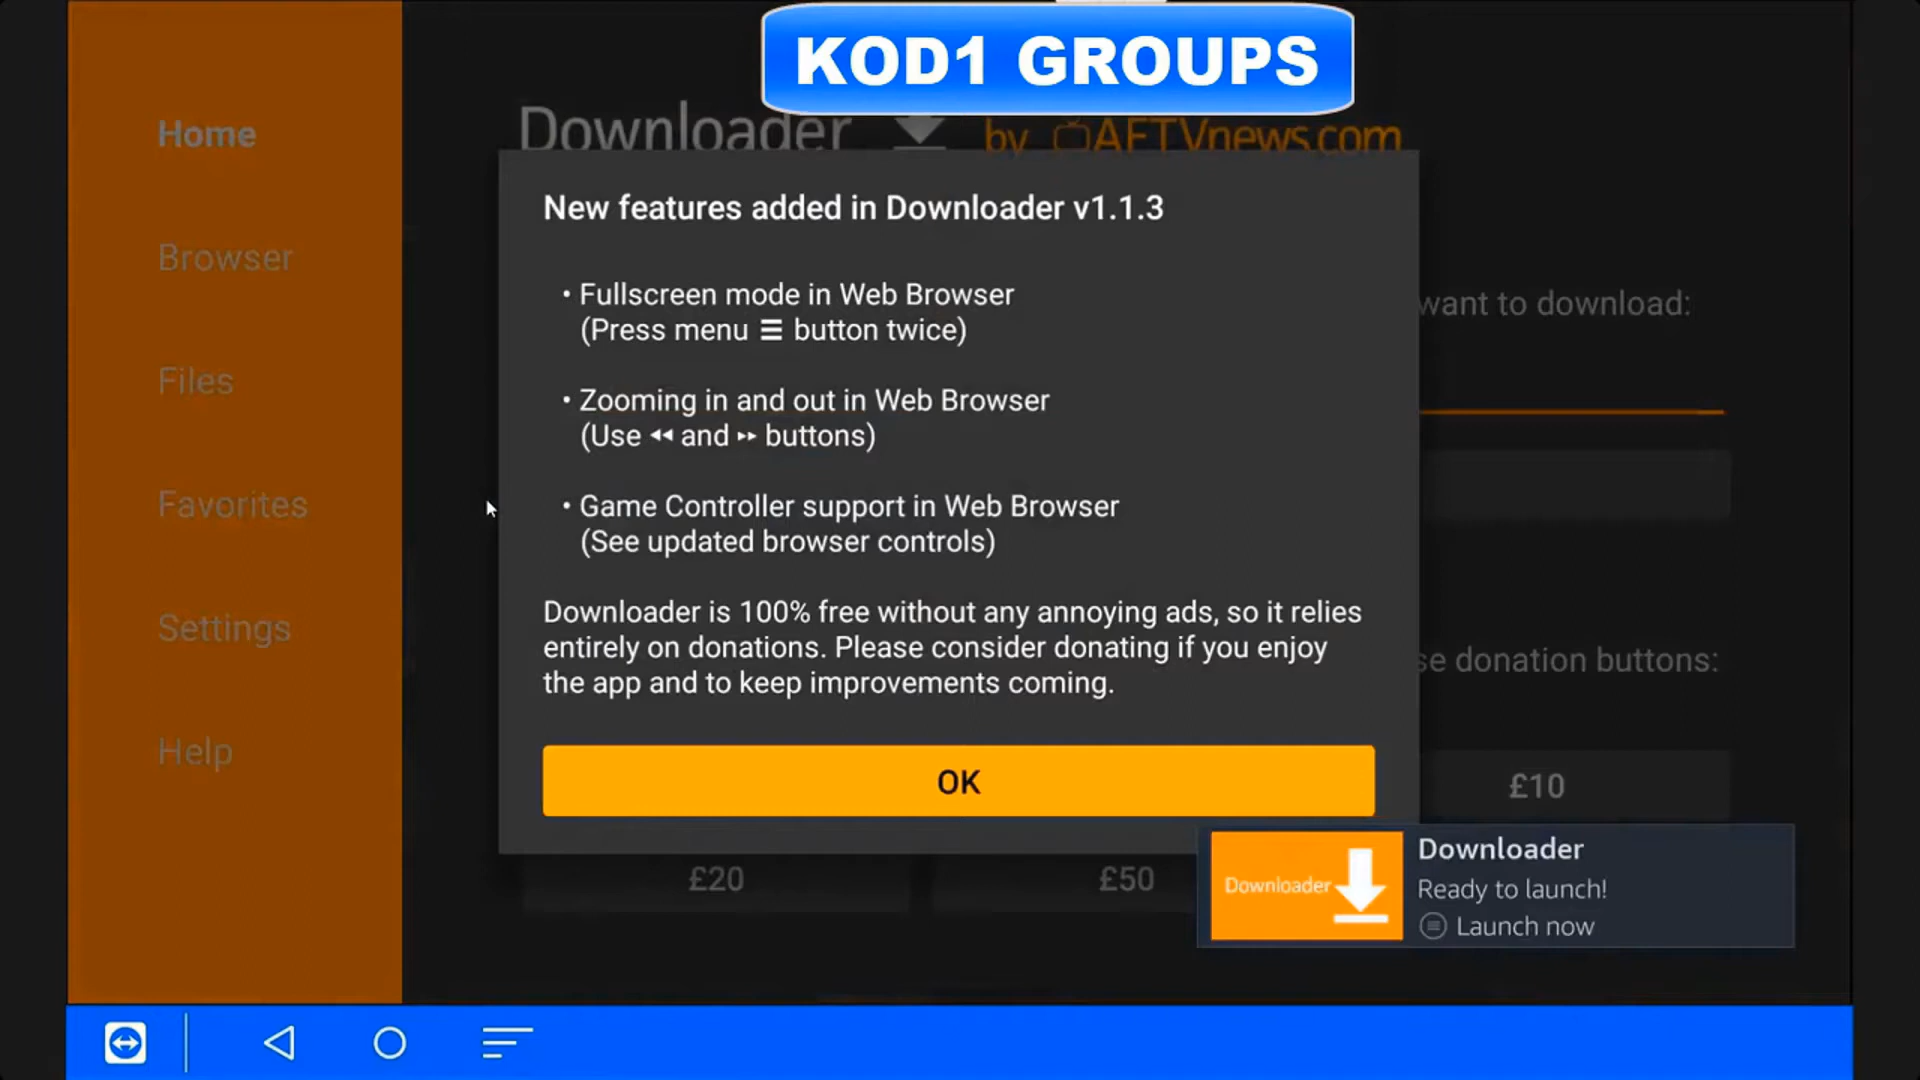 KOD1 GROUPS
Home
Browser
Files
Favorites
Settings
Help
Downloader by AFTVnews.com
New features added in Downloader v1.1.3
• Fullscreen mode in Web Browser
(Press menu ☰ button twice)
• Zooming in and out in Web Browser
(Use ◂◂ and ▸▸ buttons)
• Game Controller support in Web Browser
(See updated browser controls)
Downloader is 100% free without any annoying ads, so it relies
entirely on donations. Please consider donating if you enjoy
the app and to keep improvements coming.
OK
want to download:
donation buttons:
£10
£20
£50
Downloader
Downloader
Ready to launch!
Launch now